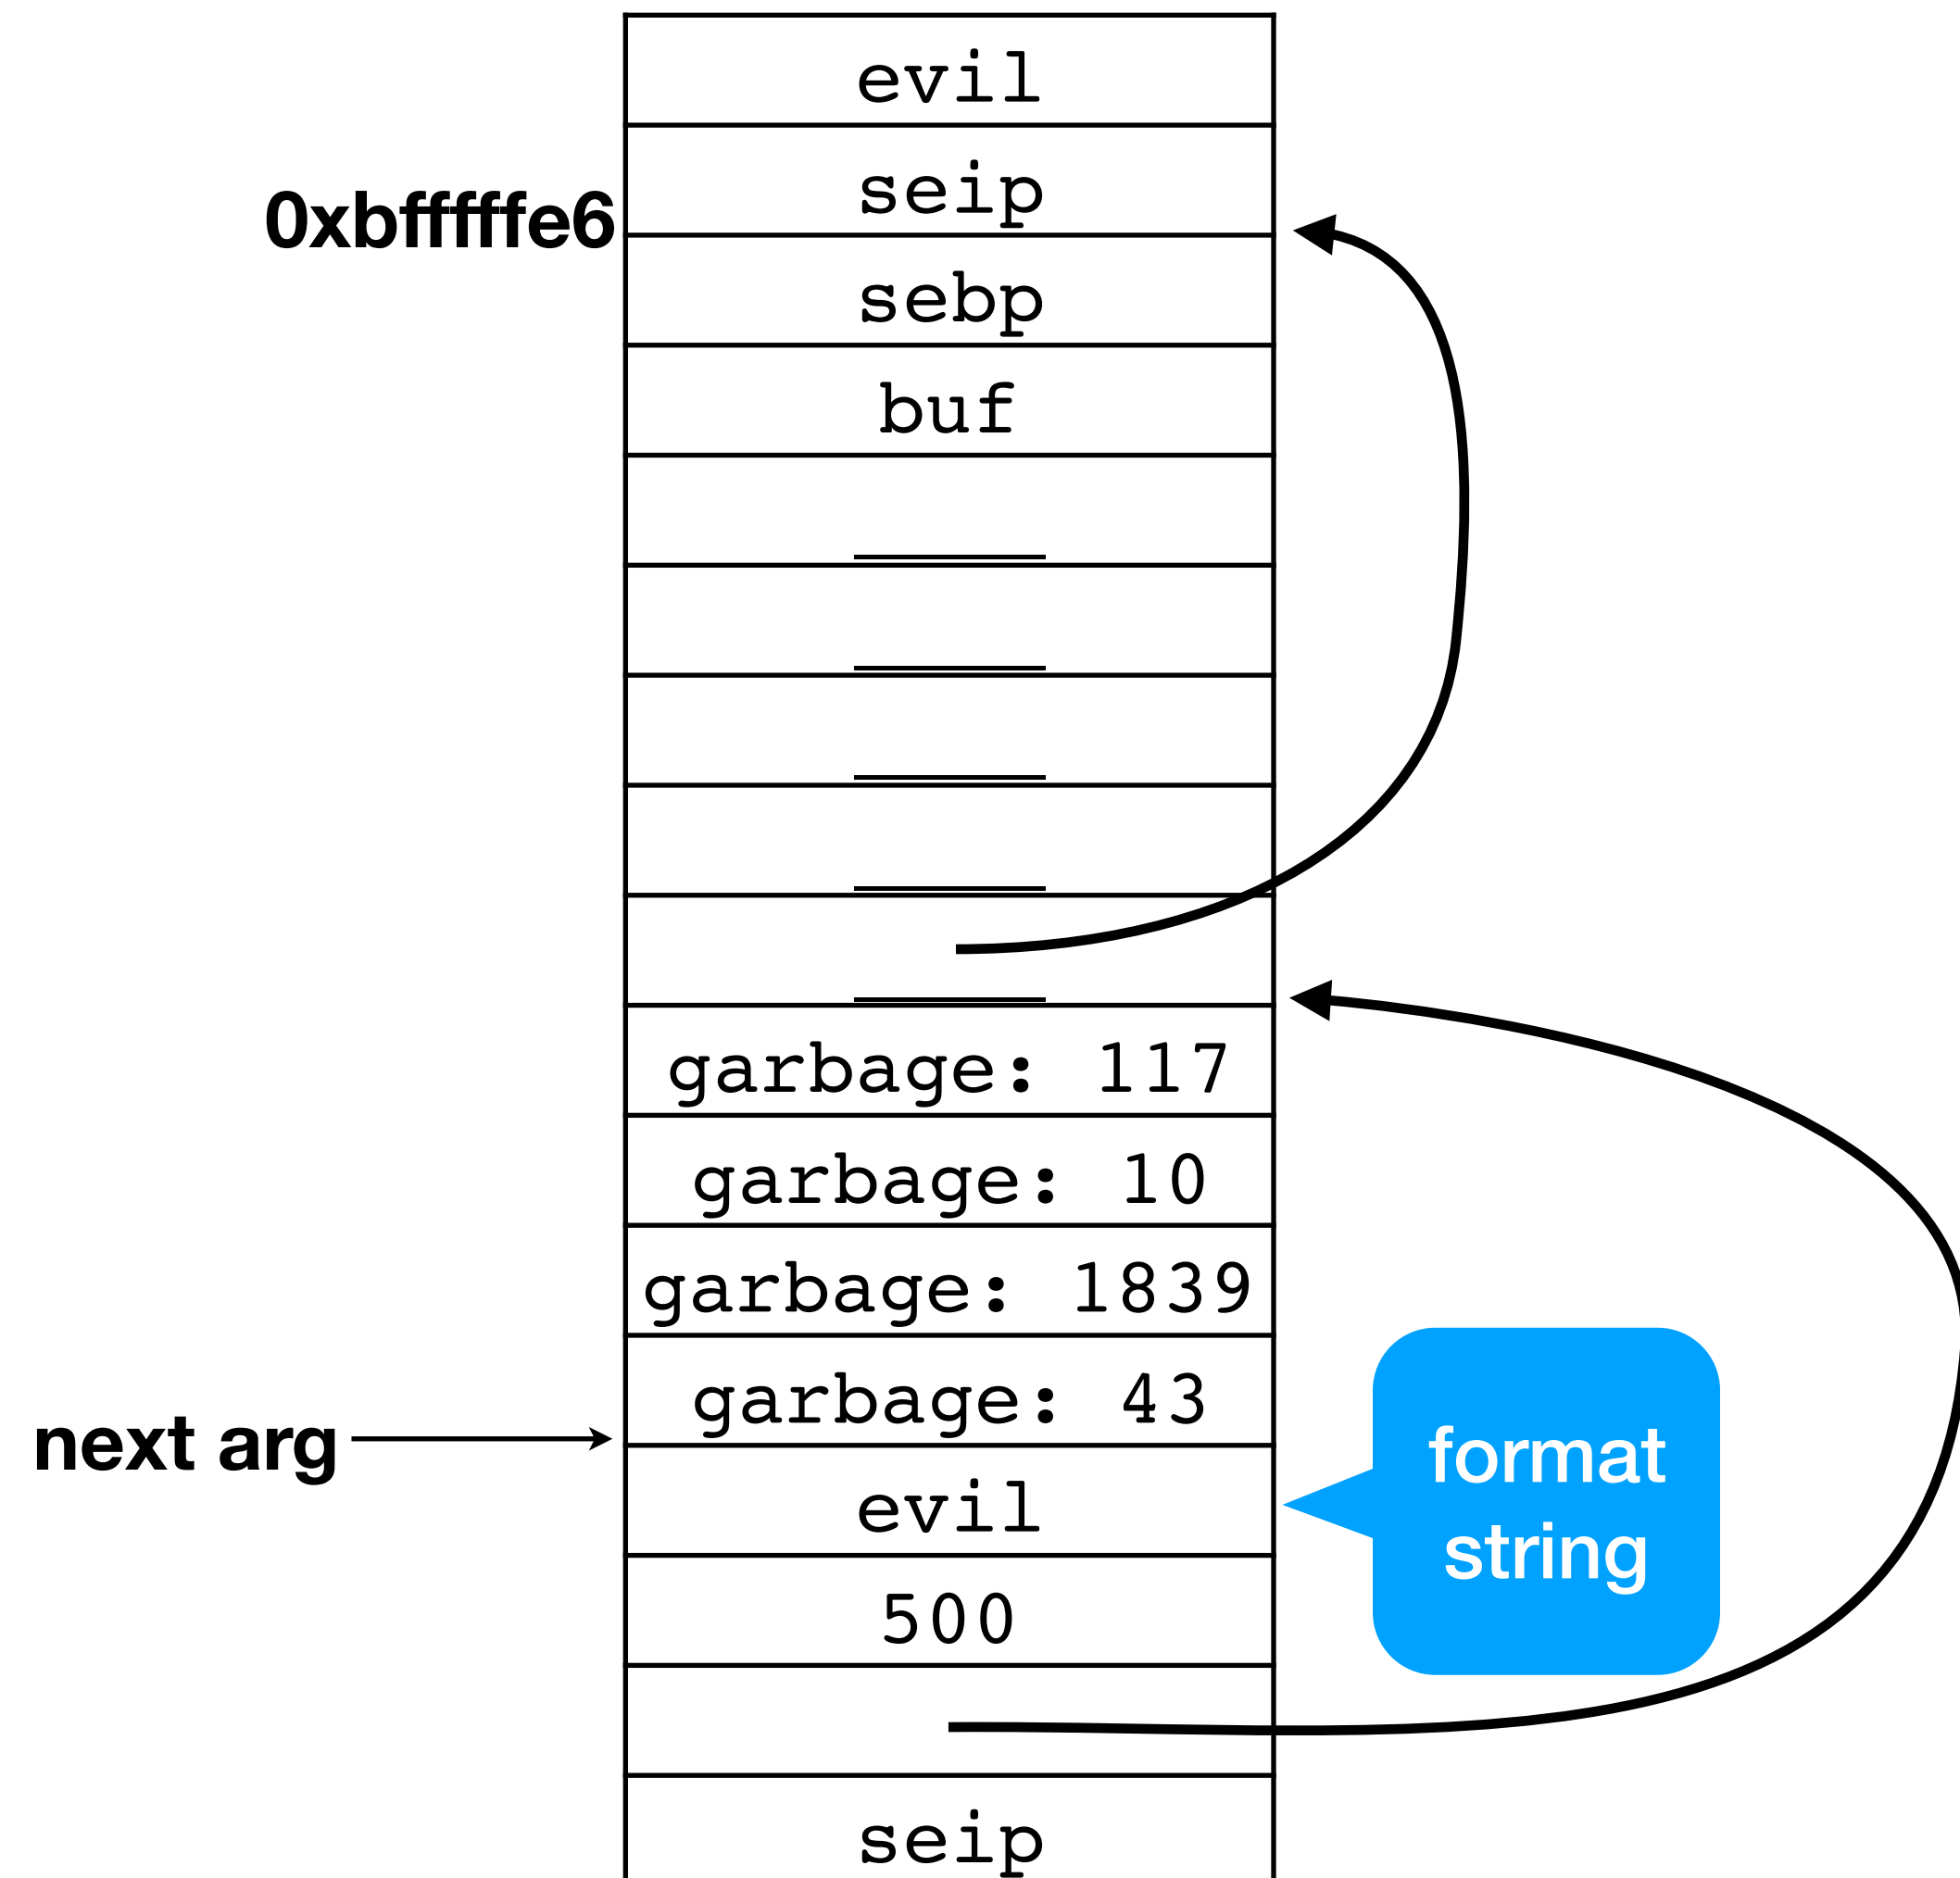 evil
0xbfffffe6
seip
sebp
buf
garbage: 117
garbage: 10
garbage: 1839
garbage: 43
next arg
evil
format
string
500
seip